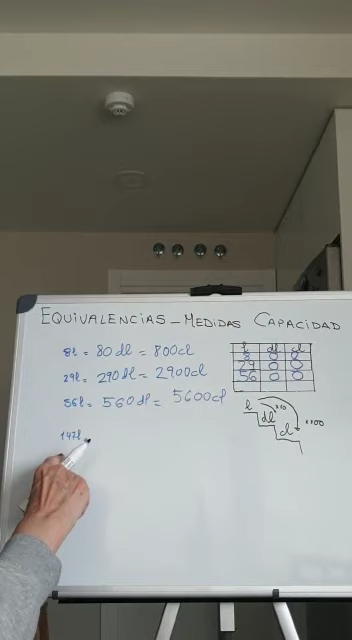 EQUIVALENCIAS - MEDIDAS CAPACIDAD
8l = 80 dl = 800cl
29l = 290 dl = 2900cl
56l = 560 dl = 5600cl
147l
l dl cl
8 0 0
29 0 0
56 0 0
l
x10
dl
cl
x100